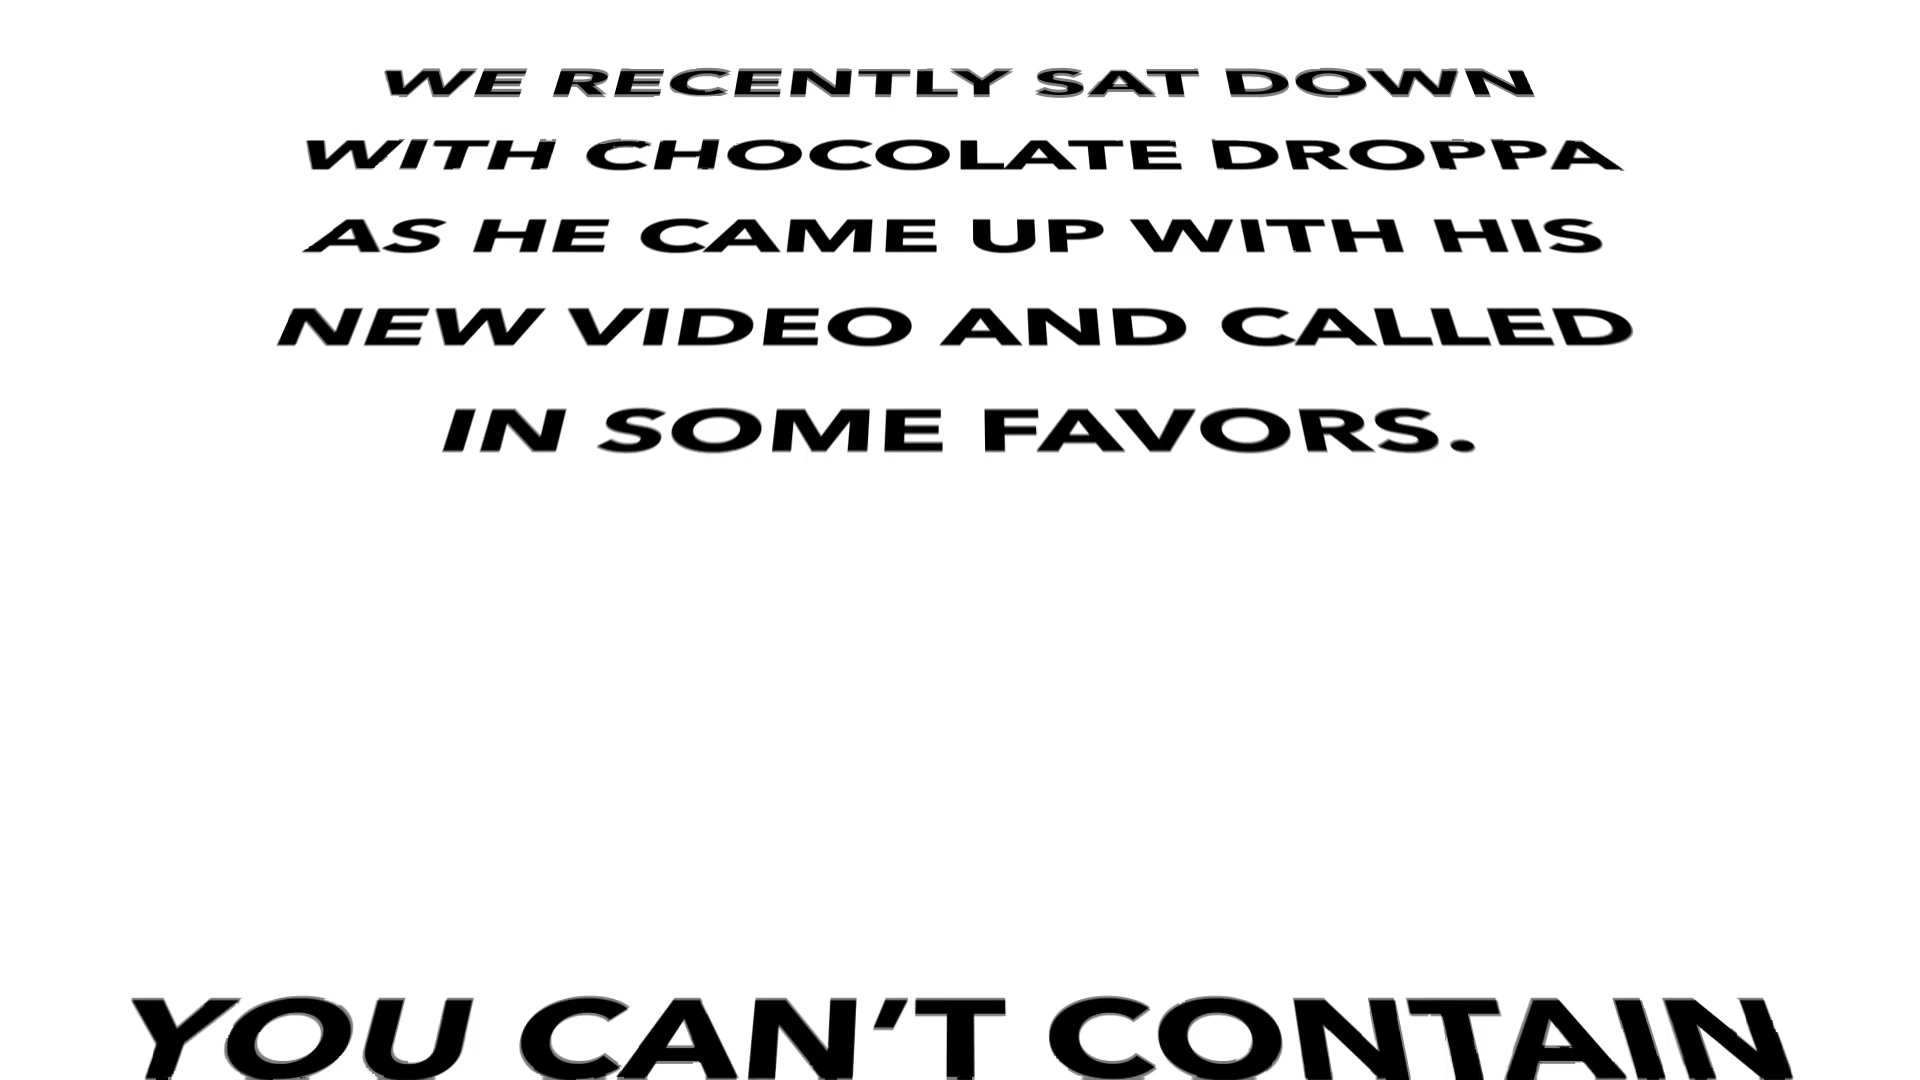 WE RECENTLY SAT DOWN
WITH CHOCOLATE DROPPA
AS HE CAME UP WITH HIS
NEW VIDEO AND CALLED
IN SOME FAVORS.
YOU CAN’T CONTAIN